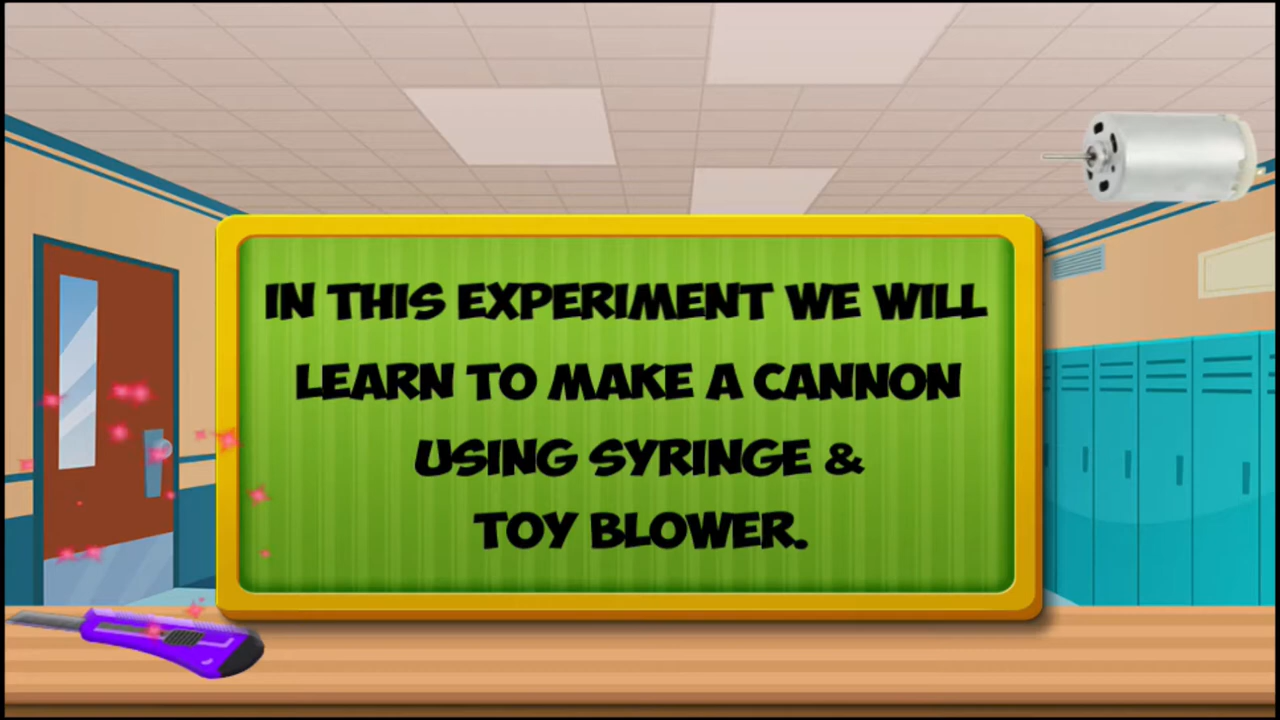 IN THIS EXPERIMENT WE WILL
LEARN TO MAKE A CANNON
USING SYRINGE &
TOY BLOWER.